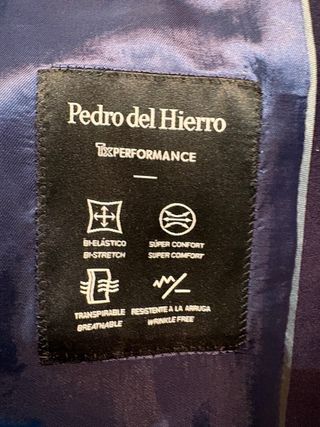 Pedro del Hierro
TxPERFORMANCE
BI-ELÁSTICO
BI-STRETCH
SÚPER CONFORT
SUPER COMFORT
TRANSPIRABLE
BREATHABLE
RESISTENTE A LA ARRUGA
WRINKLE FREE